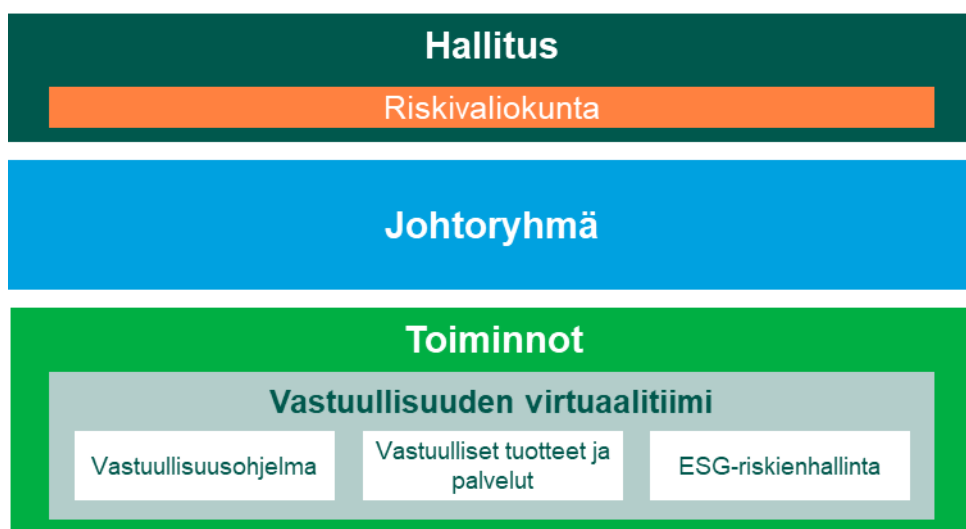 Hallitus
Riskivaliokunta
Johtoryhmä
Toiminnot
Vastuullisuuden virtuaalitiimi
Vastuullisuusohjelma
Vastuulliset tuotteet ja
palvelut
ESG-riskienhallinta